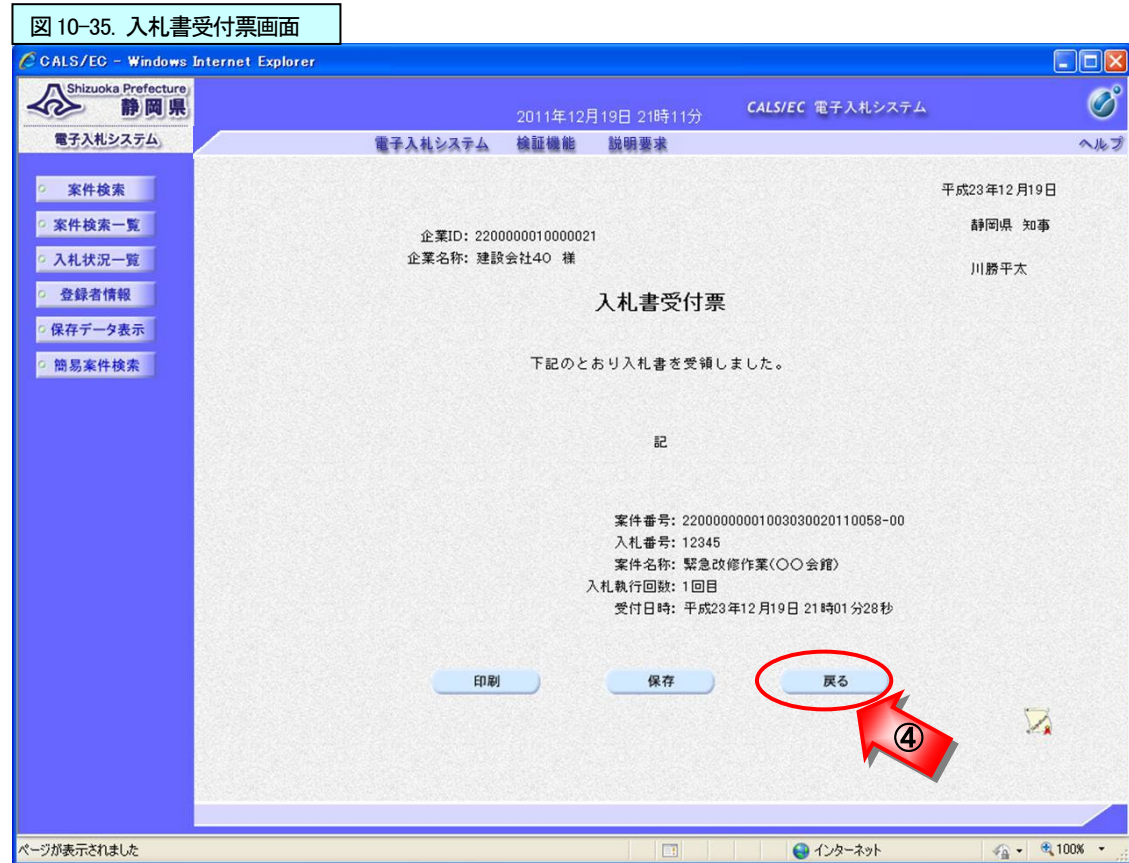 図10-35. 入札書受付票画面
CALS/EC - Windows Internet Explorer
Shizuoka Prefecture
静岡県
電子入札システム
2011年12月19日 21時11分
CALS/EC 電子入札システム
電子入札システム 検証機能 説明要求
ヘルプ
案件検索
案件検索一覧
入札状況一覧
登録者情報
保存データ表示
簡易案件検索
平成23年12月19日
静岡県 知事
川勝平太
企業ID: 2200000010000021
企業名称: 建設会社40 様
入札書受付票
下記のとおり入札書を受領しました。
記
案件番号: 2200000000100303002011​0058-00
入札番号: 12345
案件名称: 緊急改修作業(〇〇会館)
入札執行回数: 1回目
受付日時: 平成23年12月19日 21時01分28秒
印刷
保存
戻る
④
ページが表示されました
インターネット
100%